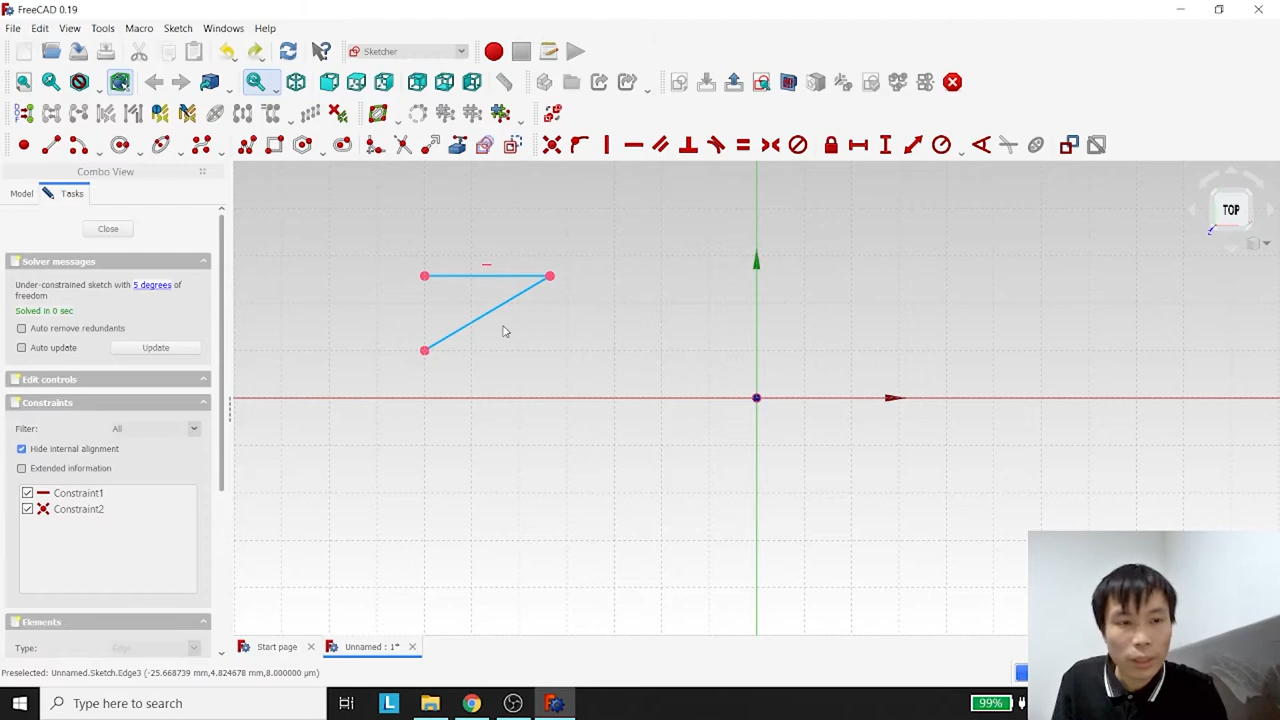 FreeCAD 0.19
File Edit View Tools Macro Sketch Windows Help
Sketcher
Combo View
Model Tasks
Close
Solver messages
Under-constrained sketch with 5 degrees of
freedom
Solved in 0 sec
Auto remove redundants
Auto update Update
Edit controls
Constraints
Filter: All
Hide internal alignment
Extended information
Constraint1
Constraint2
Elements
Type: Edge
TOP
Start page Unnamed : 1*
Preselected: Unnamed.Sketch.Edge3 (-25.668739 mm,4.824678 mm,8.000000 µm)
Type here to search
L
99%